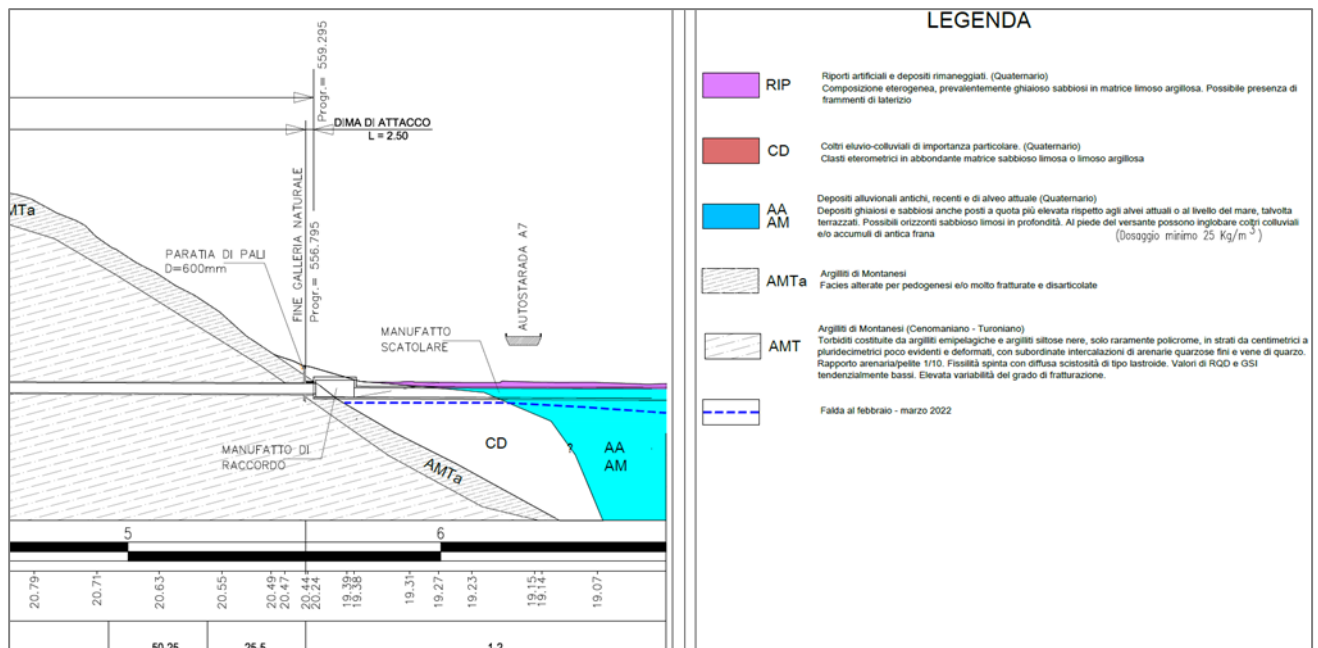 Progr.= 559.295
DIMA DI ATTACCO
L = 2.50
FINE GALLERIA NATURALE
Progr.= 556.795
MTa
PARATIA DI PALI
D=600mm
AUTOSTARADA A7
MANUFATTO
SCATOLARE
MANUFATTO DI
RACCORDO
CD
?
AA
AM
AMTa
5
6
20.79
20.71
20.63
20.55
20.49
20.47
20.44
20.24
19.39
19.38
19.31
19.27
19.23
19.15
19.14
19.07
50.25
25.5
1.2
LEGENDA
RIP
Riporti artificiali e depositi rimaneggiati. (Quaternario)
Composizione eterogenea, prevalentemente ghiaioso sabbiosi in matrice limoso argillosa. Possibile presenza di
frammenti di laterizio
CD
Coltri eluvio-colluviali di importanza particolare. (Quaternario)
Clasti eterometrici in abbondante matrice sabbioso limosa o limoso argillosa
AA
AM
Depositi alluvionali antichi, recenti e di alveo attuale (Quaternario)
Depositi ghiaiosi e sabbiosi anche posti a quota più elevata rispetto agli alvei attuali o al livello del mare, talvolta
terrazzati. Possibili orizzonti sabbiosi limosi in profondità. Al piede del versante possono inglobare coltri colluviali
e/o accumuli di antica frana
(Dosaggio minimo 25 Kg/m³)
AMTa
Argilliti di Montanesi
Facies alterate per pedogenesi e/o molto fratturate e disarticolate
AMT
Argilliti di Montanesi (Cenomaniano - Turoniano)
Torbiditi costituite da argilliti emipelagiche e argilliti siltose nere, solo raramente policrome, in strati da centimetrici a
pluridecimetrici poco evidenti e deformati, con subordinate intercalazioni di arenarie quarzose fini e vene di quarzo.
Rapporto arenaria/pelite 1/10. Fissilità spinta con diffusa scistosità di tipo lastroide. Valori di RQD e GSI
tendenzialmente bassi. Elevata variabilità del grado di fratturazione.
Falda al febbraio - marzo 2022